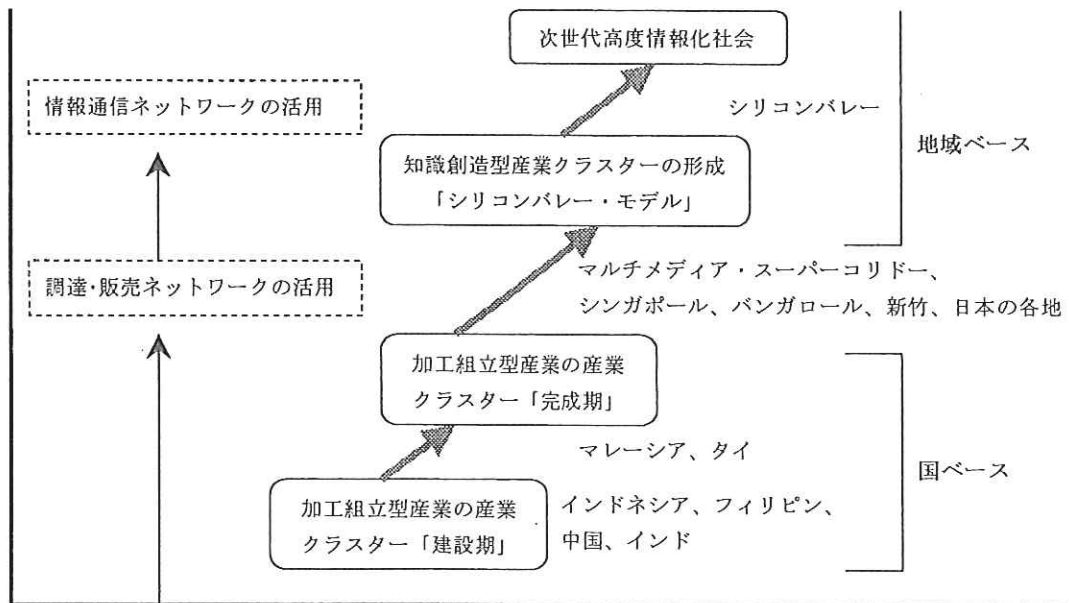 次世代高度情報化社会
情報通信ネットワークの活用
シリコンバレー
地域ベース
知識創造型産業クラスターの形成
「シリコンバレー・モデル」
調達・販売ネットワークの活用
マルチメディア・スーパーコリドー、
シンガポール、バンガロール、新竹、日本の各地
加工組立型産業の産業
クラスター「完成期」
マレーシア、タイ
国ベース
加工組立型産業の産業
クラスター「建設期」
インドネシア、フィリピン、
中国、インド